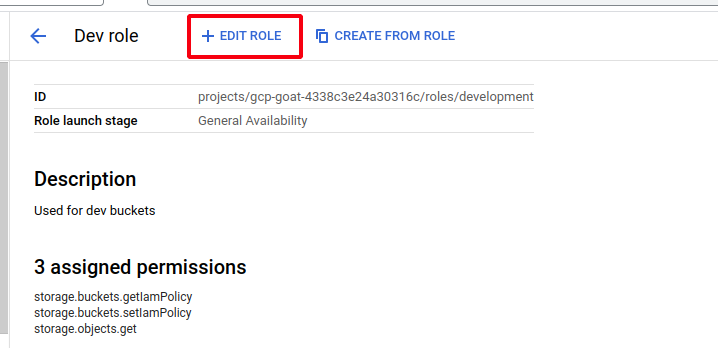 Dev role
EDIT ROLE
CREATE FROM ROLE
ID projects/gcp-goat-4338c3e24a30316c/roles/development
Role launch stage General Availability
Description
Used for dev buckets
3 assigned permissions
storage.buckets.getIamPolicy
storage.buckets.setIamPolicy
storage.objects.get